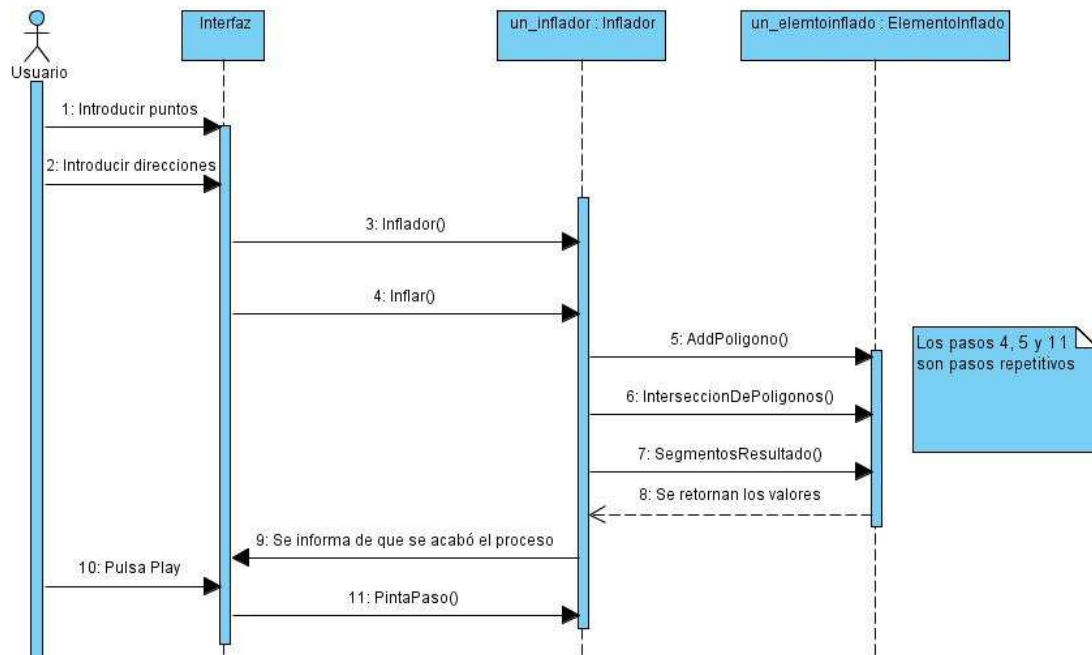 Interfaz
un_inflador : Inflador
un_elemtoinflado : ElementoInflado
Usuario
1: Introducir puntos
2: Introducir direcciones
3: Inflador()
4: Inflar()
5: AddPoligono()
Los pasos 4, 5 y 11
son pasos repetitivos
6: InterseccionDePoligonos()
7: SegmentosResultado()
8: Se retornan los valores
9: Se informa de que se acabó el proceso
10: Pulsa Play
11: PintaPaso()